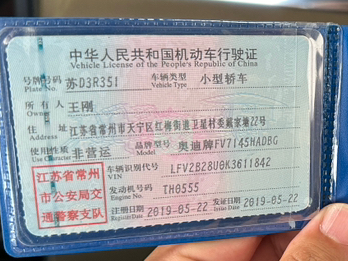 中华人民共和国机动车行驶证
Vehicle License of the People's Republic of China
号牌号码 苏D3R351 车辆类型 小型轿车
Plate No. Vehicle Type
所有人 王刚
Owner
住址 江苏省常州市天宁区红梅街道卫星村委戴家塘22号
Address
使用性质 非营运 品牌型号 奥迪牌FV7145HADBG
Use Character Model
车辆识别代号 LFV2B28U0K3611842
VIN
江苏省常州
市公安局交
通警察支队
发动机号码 TH0555
Engine No.
注册日期 2019-05-22 发证日期 2019-05-22
Register Date Issue Date